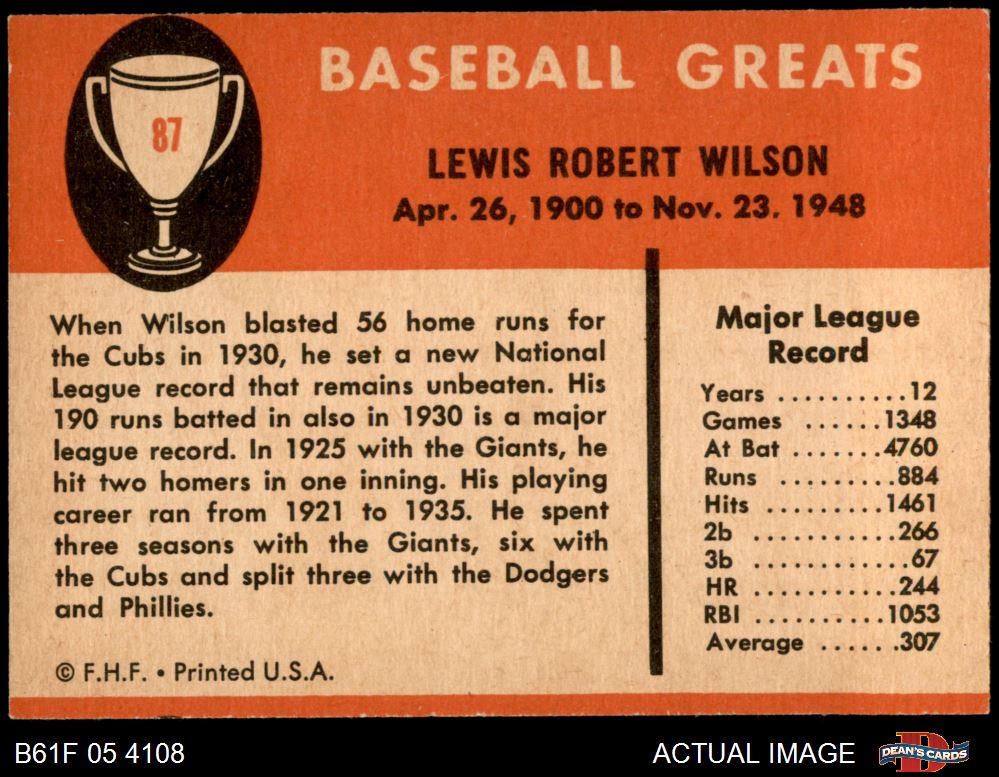 87
BASEBALL GREATS
LEWIS ROBERT WILSON
Apr. 26, 1900 to Nov. 23. 1948
When Wilson blasted 56 home runs for
the Cubs in 1930, he set a new National
League record that remains unbeaten. His
190 runs batted in also in 1930 is a major
league record. In 1925 with the Giants, he
hit two homers in one inning. His playing
career ran from 1921 to 1935. He spent
three seasons with the Giants, six with
the Cubs and split three with the Dodgers
and Phillies.
© F.H.F. • Printed U.S.A.
Major League
Record
Years ..........12
Games ......1348
At Bat .......4760
Runs .........884
Hits .........1461
2b ...........266
3b ............67
HR ...........244
RBI ..........1053
Average ......307
B61F 05 4108
ACTUAL IMAGE
D
DEAN'S CARDS